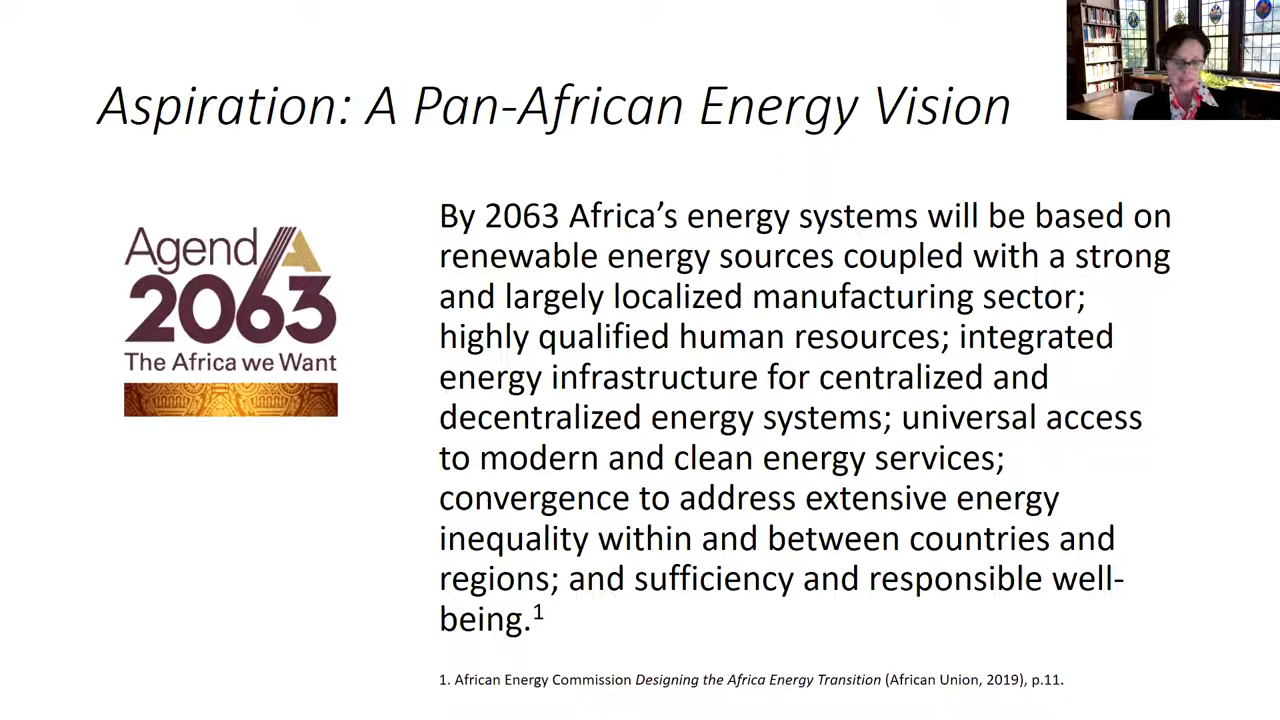 Aspiration: A Pan-African Energy Vision
AgendA
2063
The Africa we Want
By 2063 Africa’s energy systems will be based on
renewable energy sources coupled with a strong
and largely localized manufacturing sector;
highly qualified human resources; integrated
energy infrastructure for centralized and
decentralized energy systems; universal access
to modern and clean energy services;
convergence to address extensive energy
inequality within and between countries and
regions; and sufficiency and responsible well-
being.1
1. African Energy Commission Designing the Africa Energy Transition (African Union, 2019), p.11.